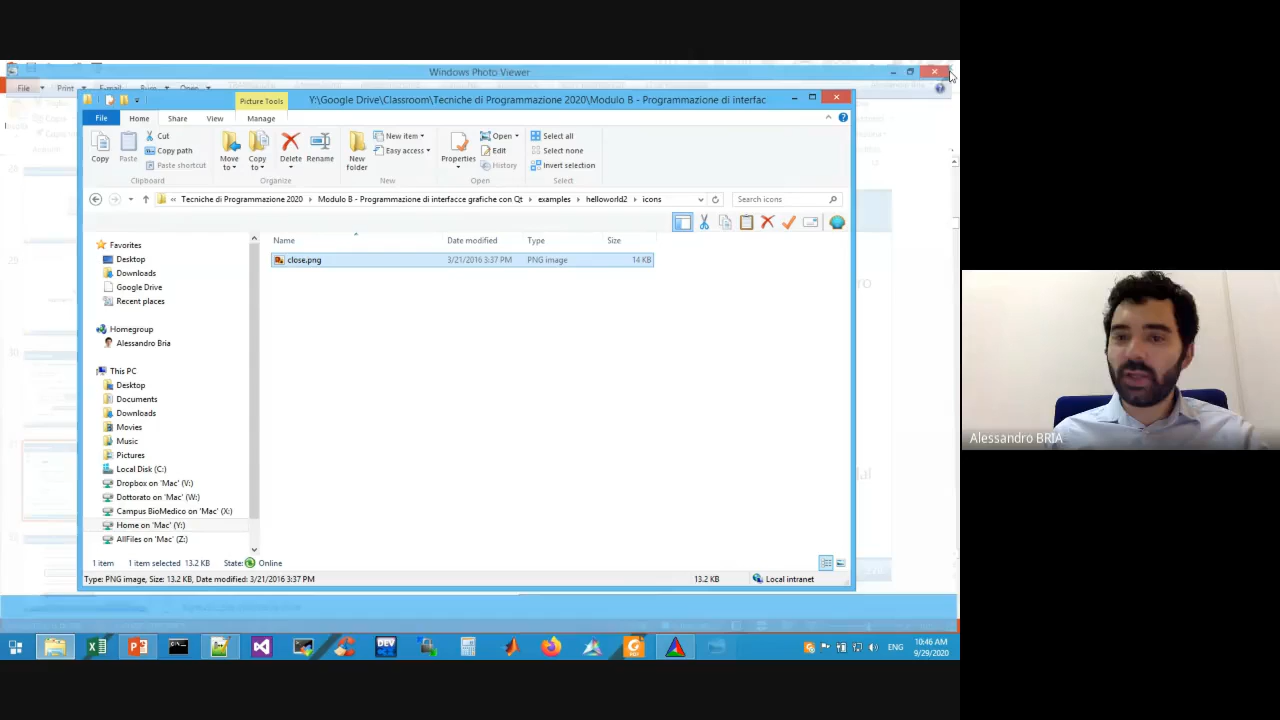 Windows Photo Viewer
File Print E-mail Burn Open
Picture Tools
Y:\Google Drive\Classroom\Tecniche di Programmazione 2020\Modulo B - Programmazione di interfac
File Home Share View Manage
Copy
Paste
Cut
Copy path
Paste shortcut
Move to
Copy to
Delete
Rename
New folder
New item
Easy access
Properties
Open
Edit
History
Select all
Select none
Invert selection
Clipboard Organize New Open Select
« Tecniche di Programmazione 2020 Modulo B - Programmazione di interfacce grafiche con Qt examples helloworld2 icons
Search icons
Name Date modified Type Size
close.png 3/21/2016 3:37 PM PNG image 14 KB
Favorites
Desktop
Downloads
Google Drive
Recent places
Homegroup
Alessandro Bria
This PC
Desktop
Documents
Downloads
Movies
Music
Pictures
Local Disk (C:)
Dropbox on 'Mac' (V:)
Dottorato on 'Mac' (W:)
Campus BioMedico on 'Mac' (X:)
Home on 'Mac' (Y:)
AllFiles on 'Mac' (Z:)
1 item 1 item selected 13.2 KB State: Online
Type: PNG image, Size: 13.2 KB, Date modified: 3/21/2016 3:37 PM 13.2 KB Local intranet
DEV
PDF
ENG
10:46 AM
9/29/2020
Alessandro BRIA